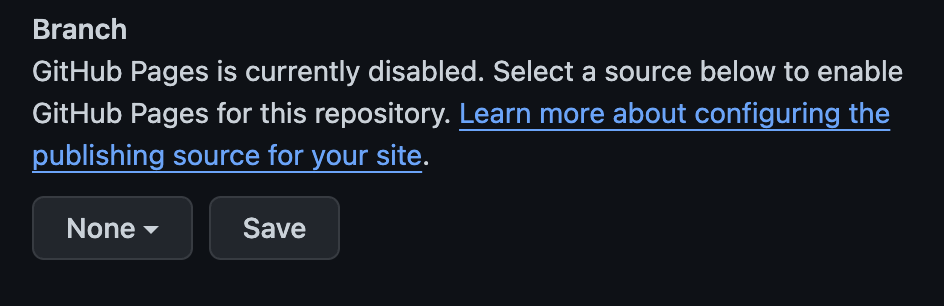 Branch
GitHub Pages is currently disabled. Select a source below to enable
GitHub Pages for this repository. Learn more about configuring the
publishing source for your site.
None Save